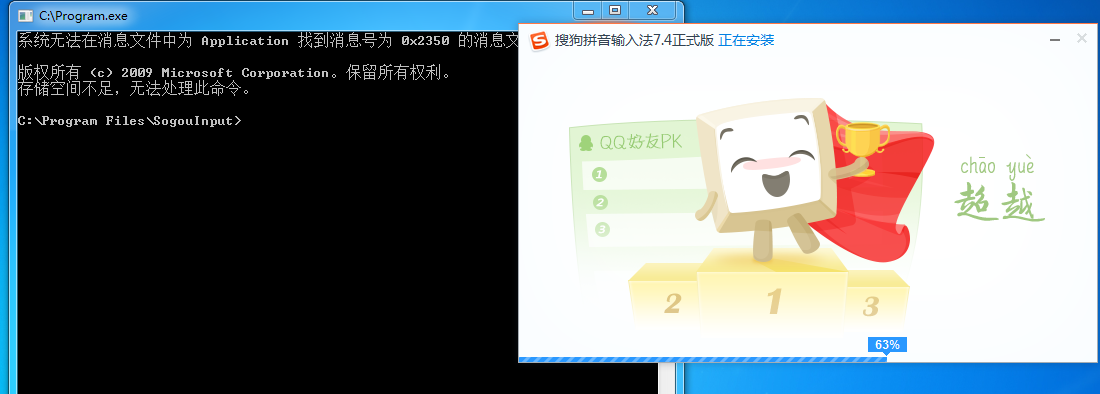 C:\Program.exe
系统无法在消息文件中为 Application 找到消息号为 0x2350 的消息文
版权所有 (c) 2009 Microsoft Corporation。保留所有权利。
存储空间不足，无法处理此命令。
C:\Program Files\SogouInput>
搜狗拼音输入法7.4正式版 正在安装
QQ好友PK
1
2
3
chāo yuè
超越
2
1
3
63%